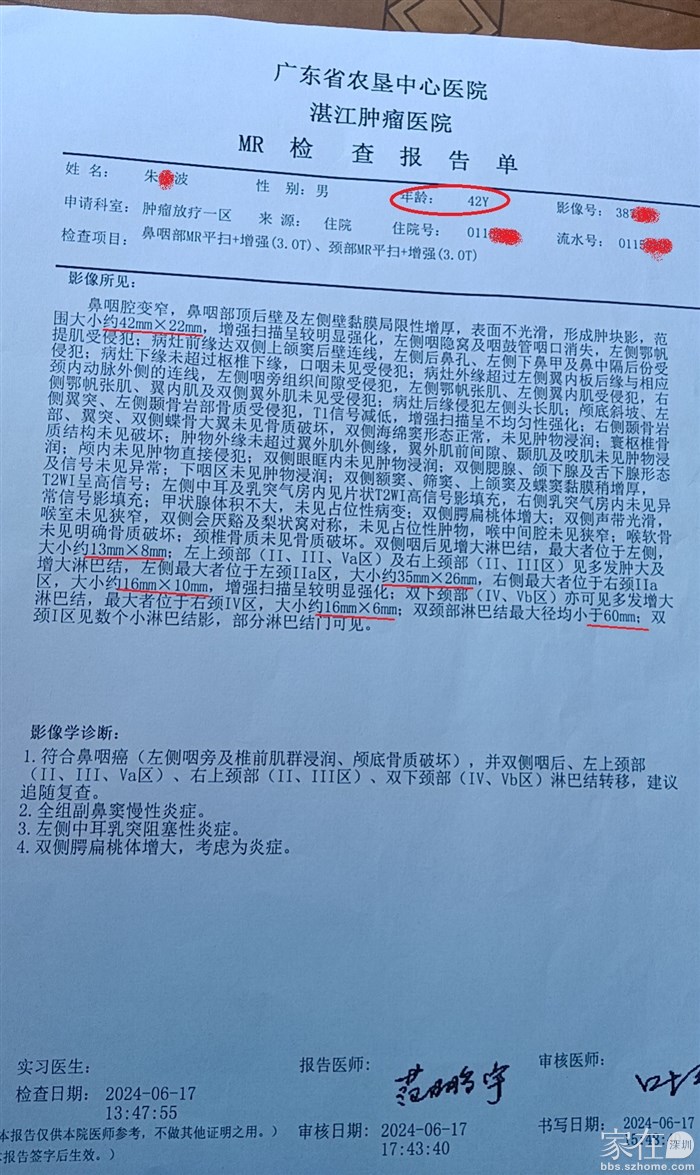 广东省农垦中心医院
湛江肿瘤医院
MR 检 查 报 告 单
姓 名： 朱 波 性 别：男 年龄： 42Y 影像号： 387
申请科室： 肿瘤放疗一区 来 源： 住院 住院号： 011 流水号： 0115
检查项目： 鼻咽部MR平扫+增强(3.0T)、颈部MR平扫+增强(3.0T)
影像所见：
鼻咽腔变窄，鼻咽部顶后壁及左侧壁黏膜局限性增厚，表面不光滑，形成肿块影，范
围大小约42mm×22mm，增强扫描呈较明显强化，左侧咽隐窝及咽鼓管咽口消失，左侧鄂帆
提肌受侵犯；病灶前缘达双侧上颌窦后壁连线，左侧后鼻孔、左侧下鼻甲及鼻中隔后份受
侵犯；病灶下缘未超过枢椎下缘，口咽未见受侵犯；病灶外缘超过左侧翼内板后缘与相应
颈内动脉外侧的连线，左侧咽旁组织间隙受侵犯，左侧鄂帆张肌、左侧翼内肌受侵犯，右
侧鄂帆张肌、翼内肌及双侧翼外肌未见受侵犯；病灶后缘侵犯左侧头长肌；颅底斜坡、左
侧翼突、左侧颞骨岩部骨质受侵犯，T1信号减低，增强扫描呈不均匀性强化；右侧颞骨岩
部、翼突、双侧蝶骨大翼未见骨质破坏，双侧海绵窦形态正常，未见肿物浸润；寰枢椎骨
质结构未见破坏；肿物外缘未超过翼外肌外侧缘，翼外肌前间隙、颞肌及咬肌未见肿物浸
润；颅内未见肿物直接侵犯；双侧眼眶内未见肿物浸润；双侧腮腺、颌下腺及舌下腺形态
及信号未见异常；下咽区未见肿物浸润；双侧额窦、筛窦、上颌窦及蝶窦黏膜稍增厚，
T2WI呈高信号；左侧中耳及乳突气房内见片状T2WI高信号影填充，右侧乳突气房内未见异
常信号影填充；甲状腺体积不大，未见占位性病变；双侧腭扁桃体增大；双侧声带光滑，
喉室未见狭窄，双侧会厌谿及梨状窝对称，未见占位性肿物，喉中间腔未见狭窄；喉软骨
未见明确骨质破坏；颈椎骨质未见骨质破坏。双侧咽后见增大淋巴结，最大者位于左侧，
大小约13mm×8mm；左上颈部（II、III、Va区）及右上颈部（II、III区）见多发肿大及
增大淋巴结，左侧最大者位于左颈IIa区，大小约35mm×26mm，右侧最大者位于右颈IIa
区，大小约16mm×10mm，增强扫描呈较明显强化；双下颈部（IV、Vb区）亦可见多发增大
淋巴结，最大者位于右颈IV区，大小约16mm×6mm；双颈部淋巴结最大径均小于60mm；双
颈I区见数个小淋巴结影，部分淋巴结门可见。
影像学诊断：
1.符合鼻咽癌（左侧咽旁及椎前肌群浸润、颅底骨质破坏），并双侧咽后、左上颈部
（II、III、Va区）、右上颈部（II、III区）、双下颈部（IV、Vb区）淋巴结转移，建议
追随复查。
2.全组副鼻窦慢性炎症。
3.左侧中耳乳突阻塞性炎症。
4.双侧腭扁桃体增大，考虑为炎症。
实习医生： 报告医师： 范鹏宇 审核医师：
检查日期： 2024-06-17
13:47:55
本报告仅供本院医师参考，不做其他证明之用。） 审核日期： 2024-06-17 书写日期： 2024-06-17
本报告签字后生效。） 17:43:40
家在 深圳
bbs.szhome.com